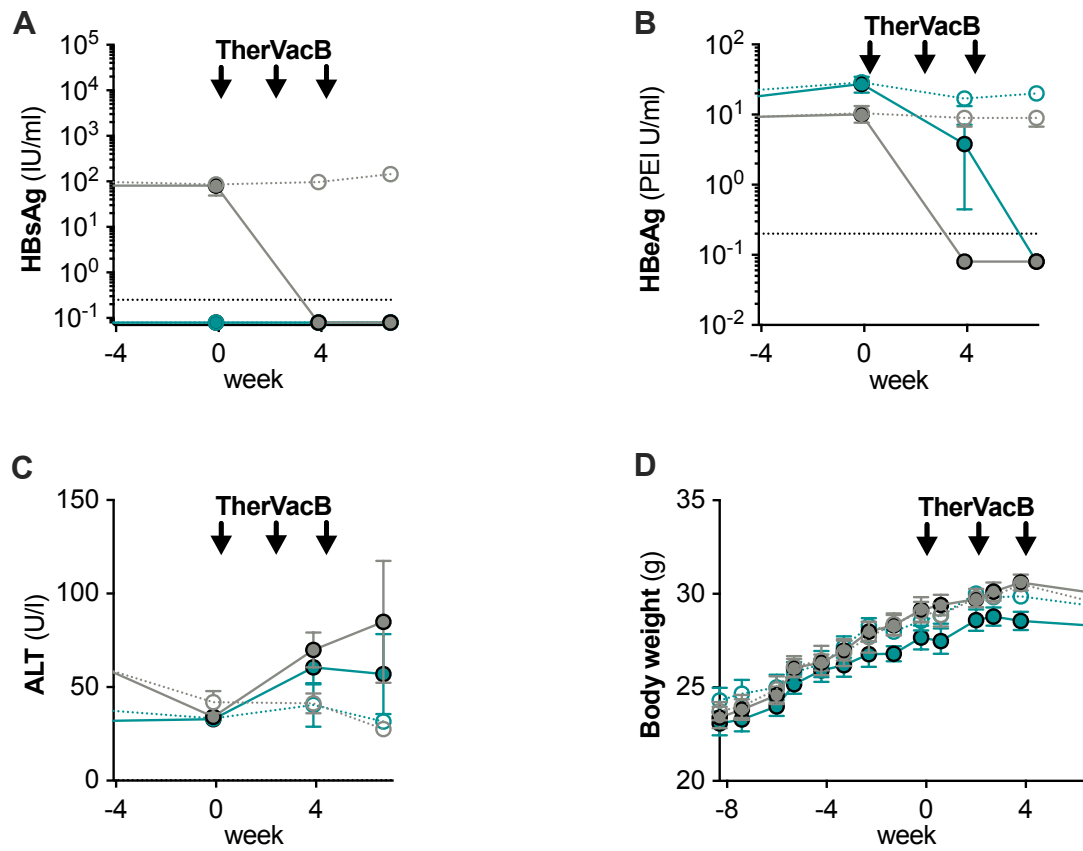 A
TherVacB
HBsAg (IU/ml)
10^5
10^4
10^3
10^2
10^1
10^0
10^-1
-4 0 4
week
B
TherVacB
HBeAg (PEI U/ml)
10^2
10^1
10^0
10^-1
10^-2
-4 0 4
week
C
TherVacB
ALT (U/l)
150
100
50
0
-4 0 4
week
D
TherVacB
Body weight (g)
35
30
25
20
-8 -4 0 4
week